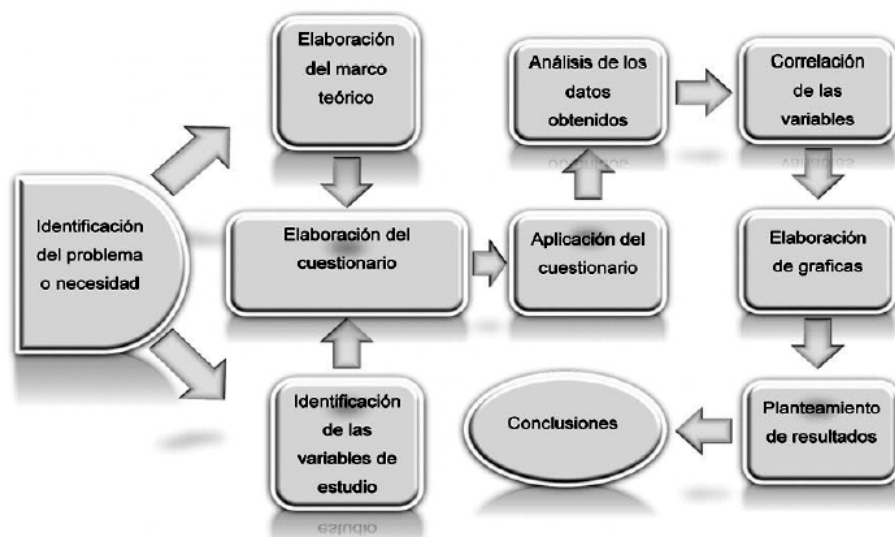 Identificación
del problema
o necesidad
Elaboración
del marco
teórico
Elaboración del
cuestionario
Identificación
de las
variables de
estudio
Aplicación del
cuestionario
Análisis de los
datos
obtenidos
Correlación
de las
variables
Elaboración
de graficas
Planteamiento
de resultados
Conclusiones